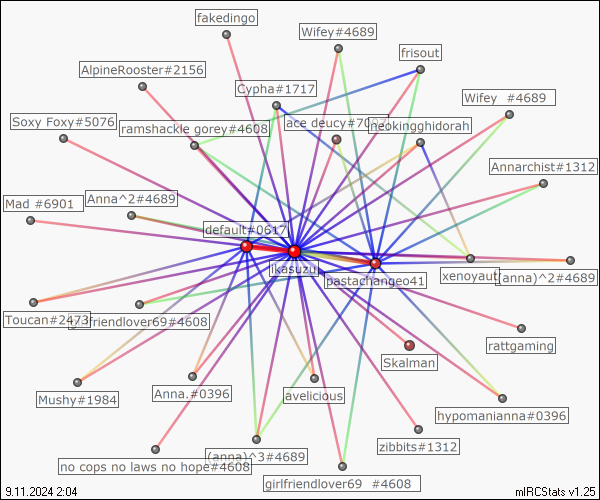 fakedingo
Wifey#4689
frisout
AlpineRooster#2156
Cypha#1717
Wifey #4689
Soxy Foxy#5076
ramshackle gorey#4608
ace deucy#7
neokingghidorah
Annarchist#1312
Mad #6901
Anna^2#4689
default#0617
ikasuzu
pastachangeo41
xenoyaut
(anna)^2#4689
Toucan#2473
girlfriendlover69#4608
rattgaming
Skalman
Mushy#1984
Anna.#0396
avelicious
hypomanianna#0396
zibbits#1312
(anna)^3#4689
no cops no laws no hope#4608
girlfriendlover69 #4608
9.11.2024 2:04
mIRCStats v1.25